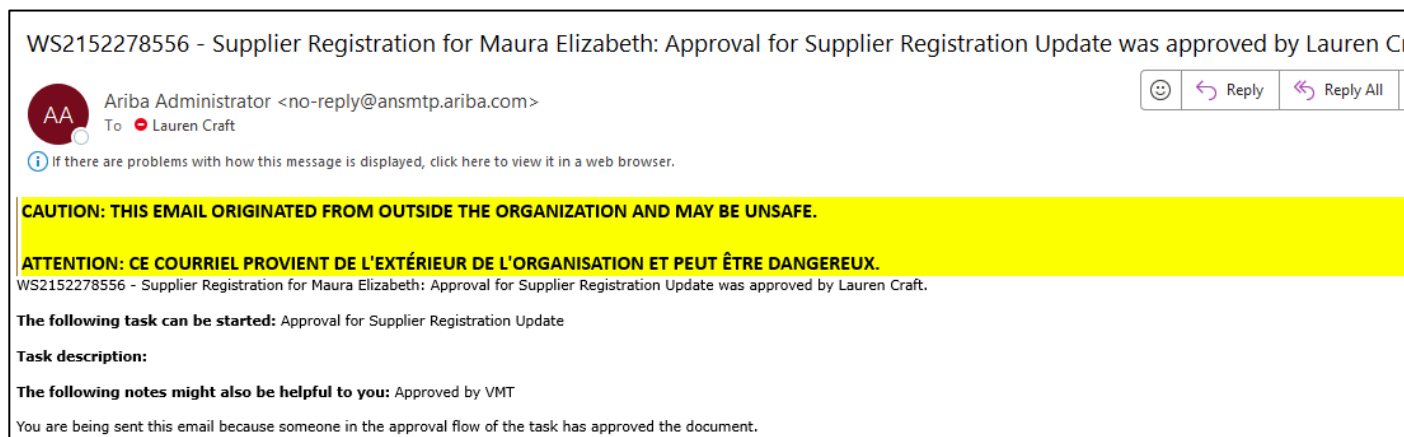 WS2152278556 - Supplier Registration for Maura Elizabeth: Approval for Supplier Registration Update was approved by Lauren
AA
Ariba Administrator <no-reply@ansmtp.ariba.com>
To Lauren Craft
Reply
Reply All
If there are problems with how this message is displayed, click here to view it in a web browser.
CAUTION: THIS EMAIL ORIGINATED FROM OUTSIDE THE ORGANIZATION AND MAY BE UNSAFE.
ATTENTION: CE COURRIEL PROVIENT DE L'EXTÉRIEUR DE L'ORGANISATION ET PEUT ÊTRE DANGEREUX.
WS2152278556 - Supplier Registration for Maura Elizabeth: Approval for Supplier Registration Update was approved by Lauren Craft.
The following task can be started: Approval for Supplier Registration Update
Task description:
The following notes might also be helpful to you: Approved by VMT
You are being sent this email because someone in the approval flow of the task has approved the document.